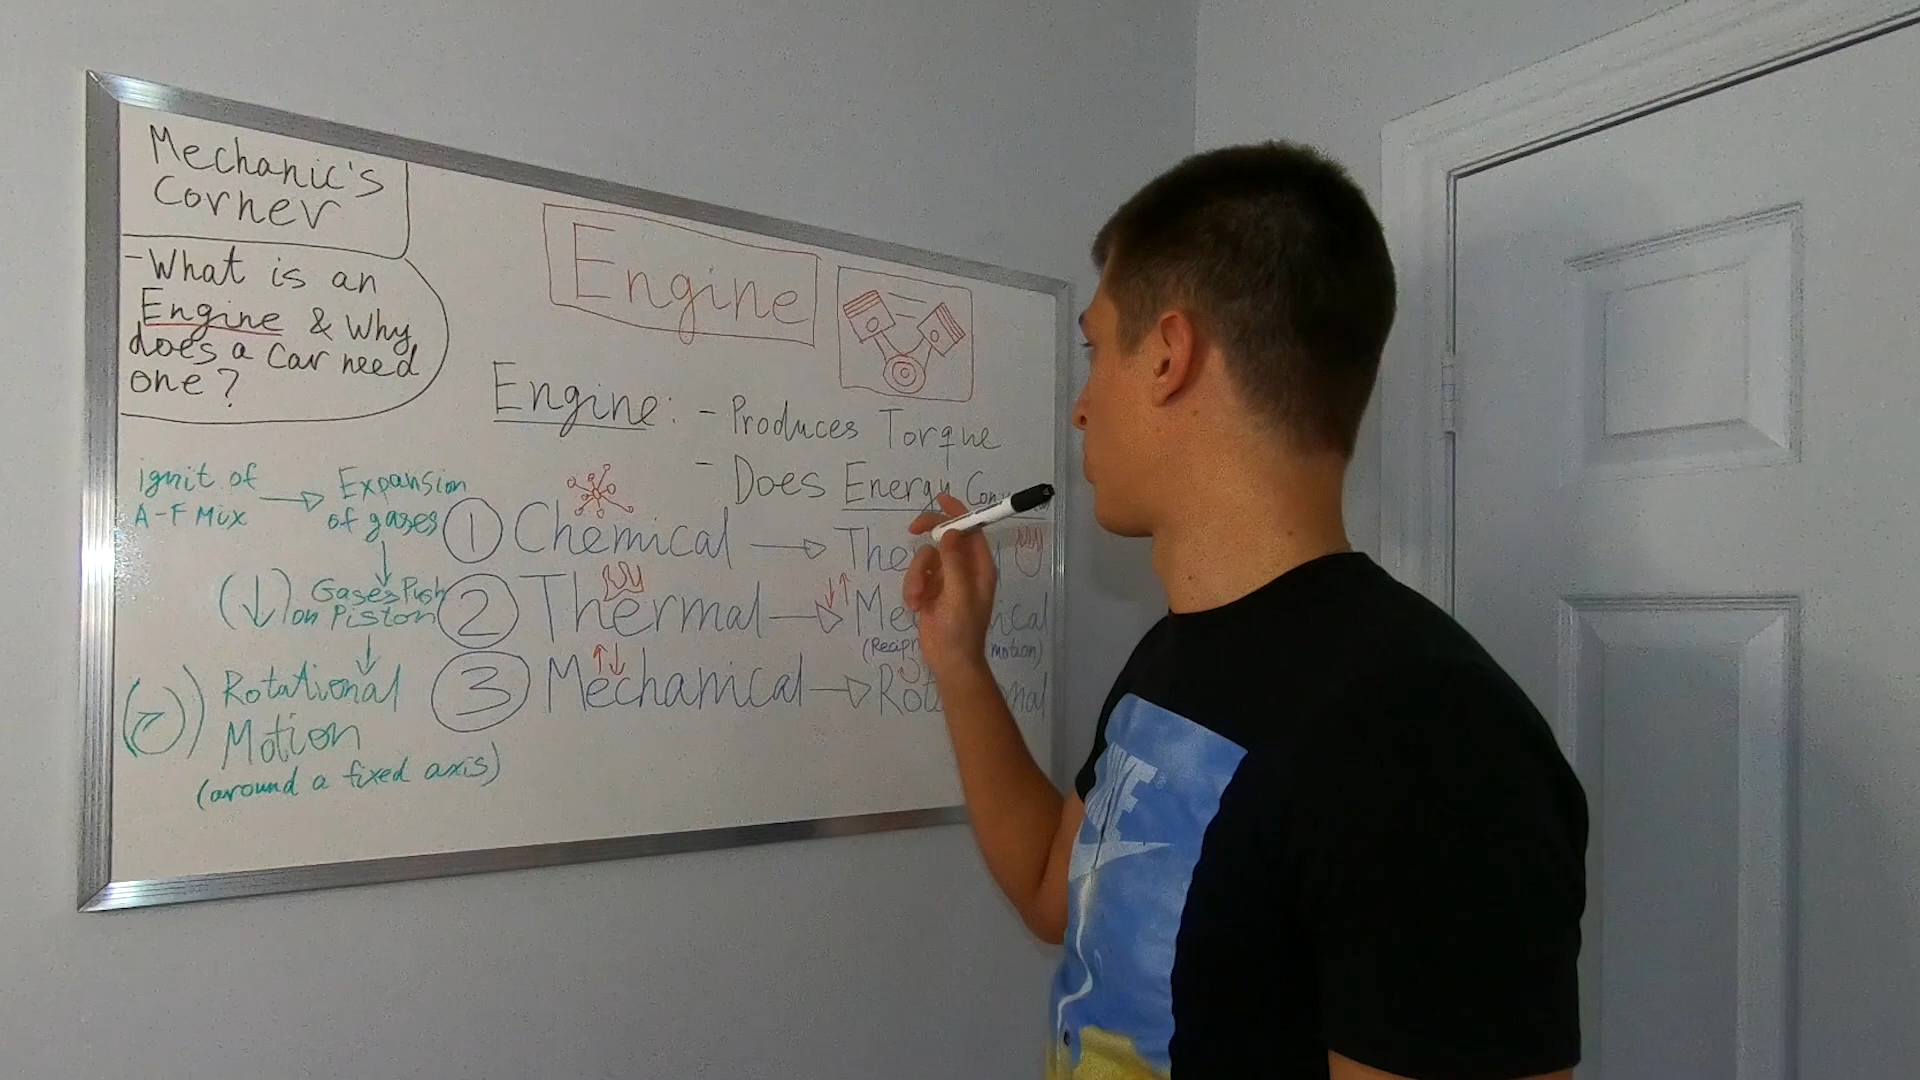 Mechanic's
Corner
- What is an
Engine & Why
does a Car need
one?
Engine
Engine: - Produces Torque
- Does Energy
① Chemical →
② Thermal →
③ Mechanical →
motion)
Ignit of → Expansion
A-F Mix of gases
(↓) Gases Push
on Piston
Rotational
Motion
(around a fixed axis)
NIKE